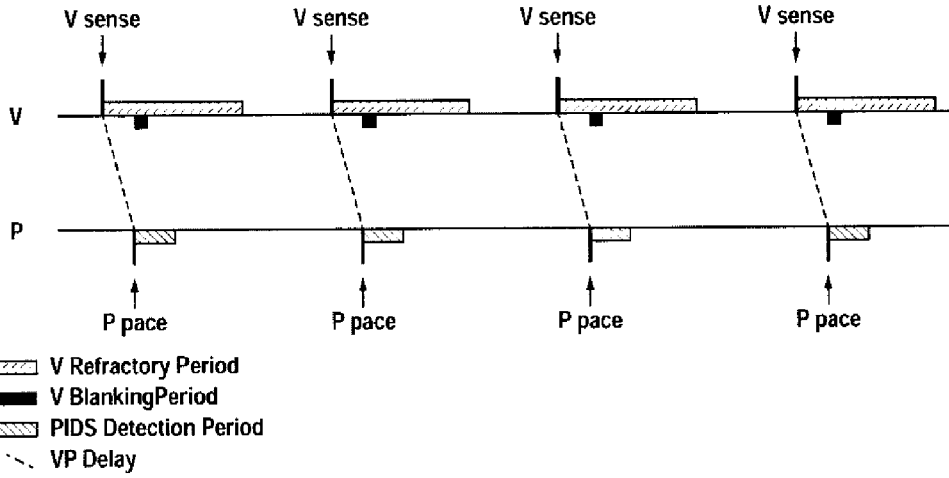 V sense V sense V sense V sense
V
P
P pace P pace P pace P pace
V Refractory Period
V BlankingPeriod
PIDS Detection Period
VP Delay